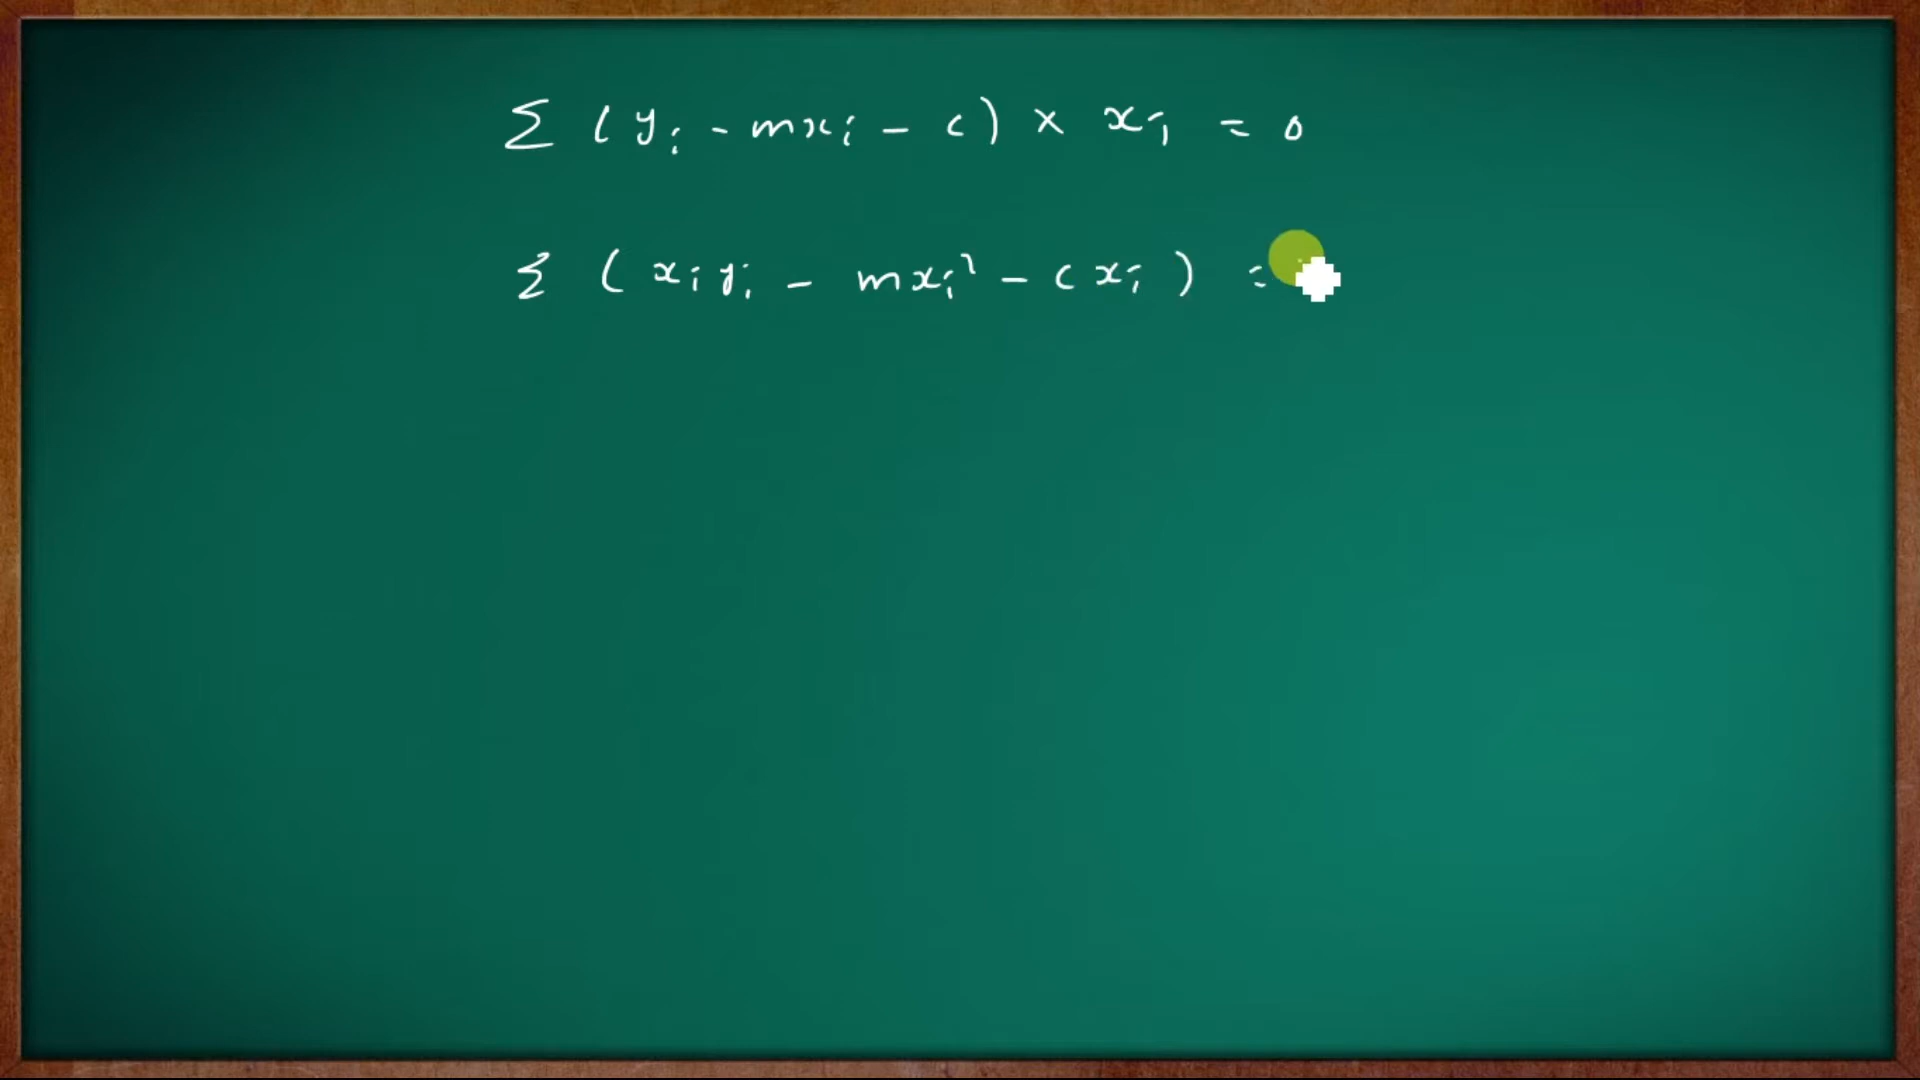 Σ (yᵢ - mxᵢ - c) × xᵢ = 0
Σ (xᵢyᵢ - mxᵢ² - cxᵢ) =